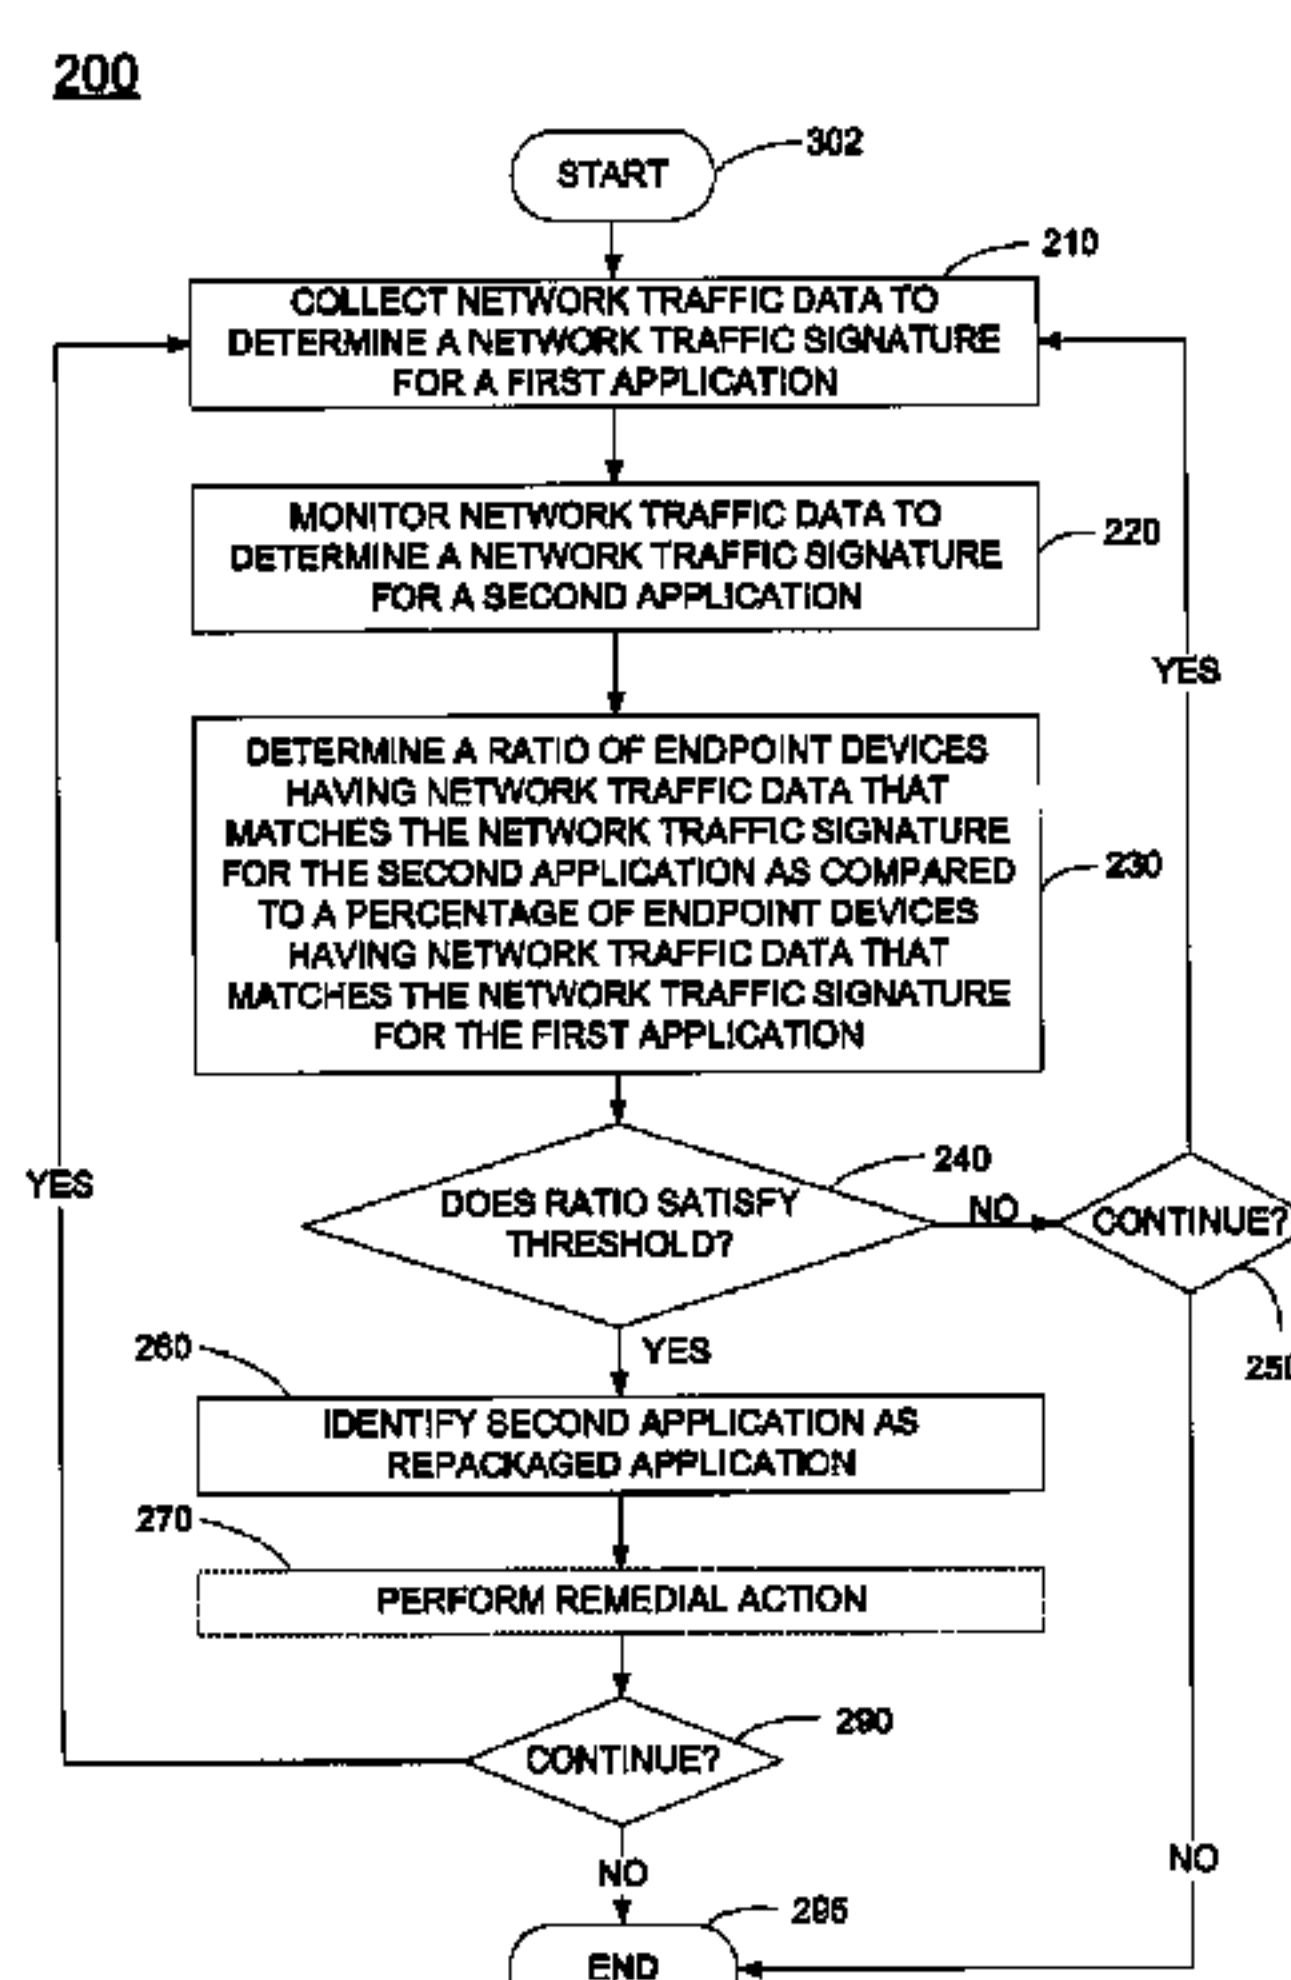 200
START
302
210
COLLECT NETWORK TRAFFIC DATA TO
DETERMINE A NETWORK TRAFFIC SIGNATURE
FOR A FIRST APPLICATION
MONITOR NETWORK TRAFFIC DATA TO
DETERMINE A NETWORK TRAFFIC SIGNATURE
FOR A SECOND APPLICATION
220
YES
DETERMINE A RATIO OF ENDPOINT DEVICES
HAVING NETWORK TRAFFIC DATA THAT
MATCHES THE NETWORK TRAFFIC SIGNATURE
FOR THE SECOND APPLICATION AS COMPARED
TO A PERCENTAGE OF ENDPOINT DEVICES
HAVING NETWORK TRAFFIC DATA THAT
MATCHES THE NETWORK TRAFFIC SIGNATURE
FOR THE FIRST APPLICATION
230
YES
240
DOES RATIO SATISFY
THRESHOLD?
NO
CONTINUE?
250
YES
260
IDENTIFY SECOND APPLICATION AS
REPACKAGED APPLICATION
270
PERFORM REMEDIAL ACTION
290
CONTINUE?
NO
NO
295
END